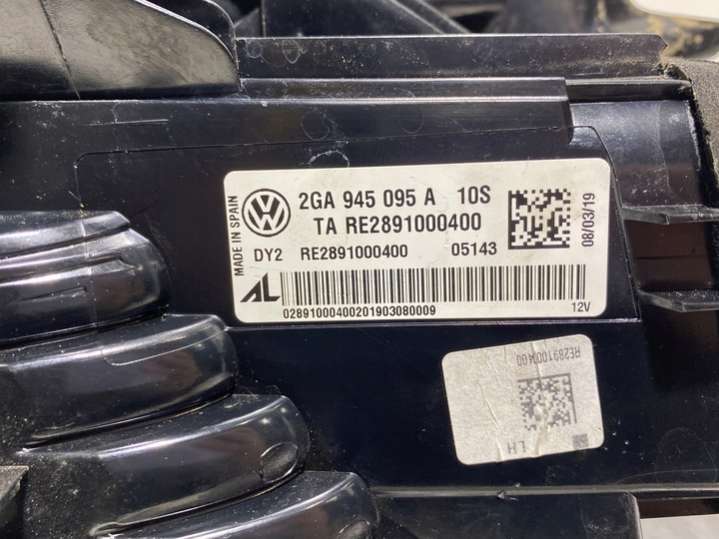 MADE IN SPAIN
VW
2GA 945 095 A 10S
TA RE2891000400
DY2 RE2891000400 05143
08/03/19
AL
02891000400201903080009
12V
RE2891000400
LH